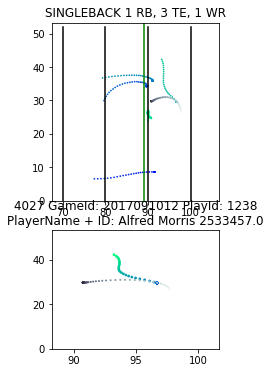 SINGLEBACK 1 RB, 3 TE, 1 WR
50
40
30
20
10
0
70 80 90 100
402? GameId: 2017091012 PlayId: 1238
PlayerName + ID: Alfred Morris 2533457.0
40
20
0
90 95 100